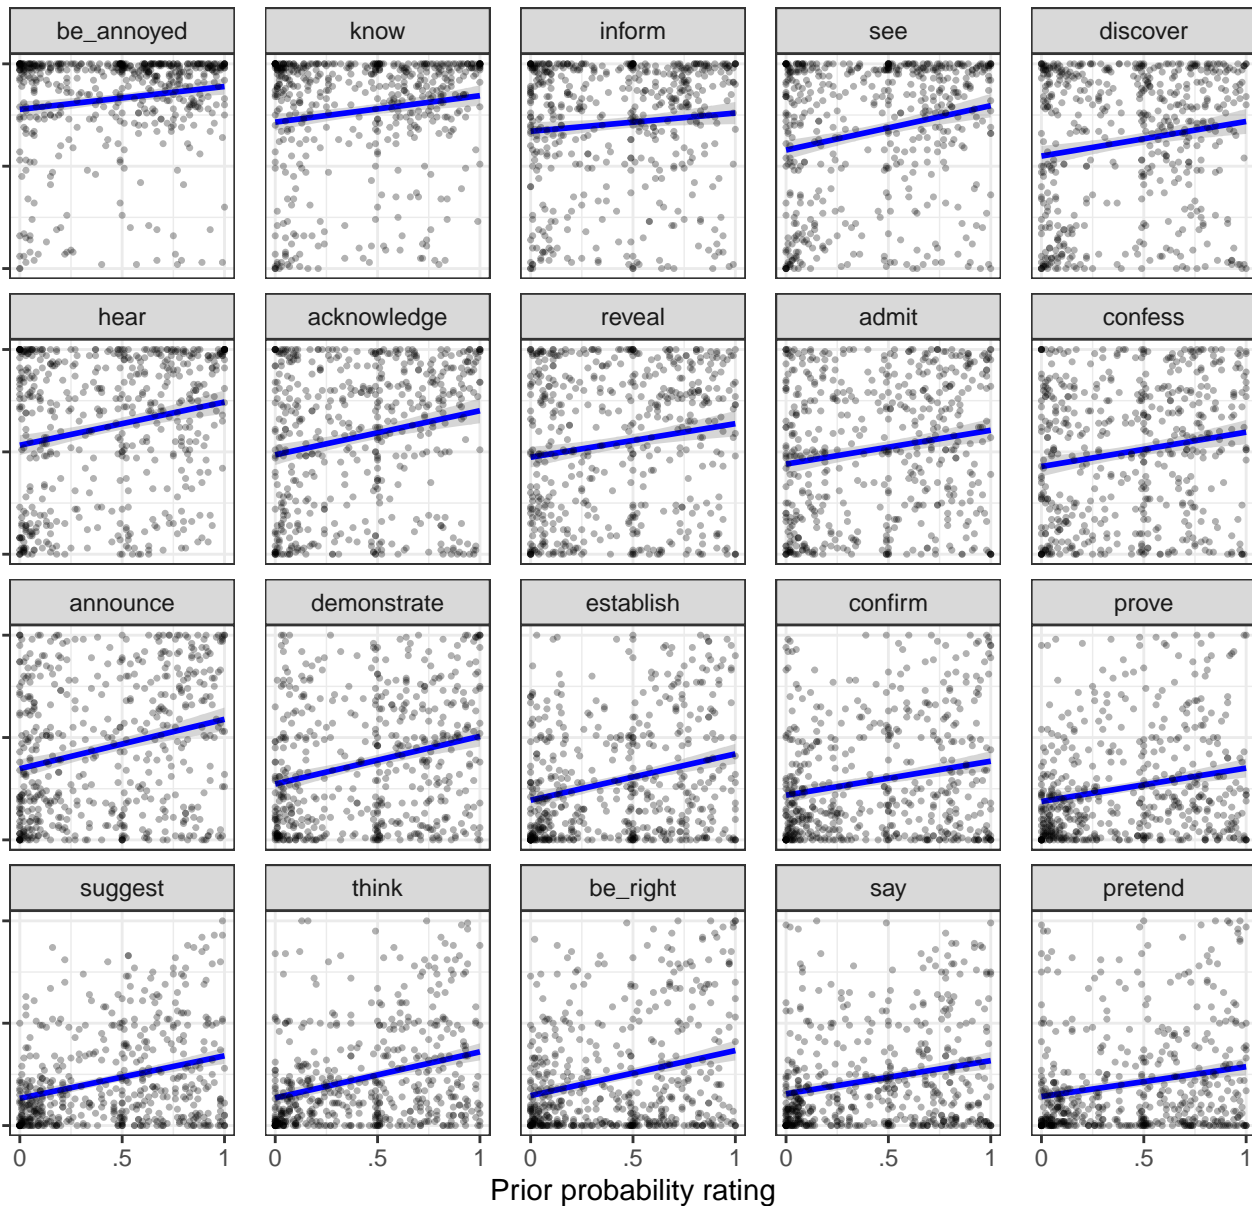 be_annoyed know inform see discover
hear acknowledge reveal admit confess
announce demonstrate establish confirm prove
suggest think be_right say pretend
0 .5 1 0 .5 1 0 .5 1 0 .5 1 0 .5 1
Prior probability rating